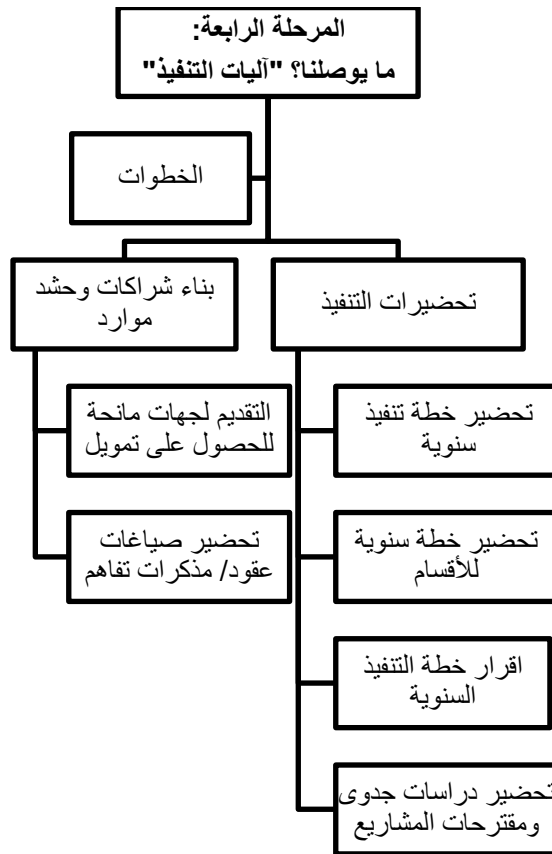 المرحلة الرابعة:
ما يوصلنا؟ "آليات التنفيذ"
الخطوات
تحضيرات التنفيذ
تحضير خطة تنفيذ
سنوية
تحضير خطة سنوية
للأقسام
اقرار خطة التنفيذ
السنوية
تحضير دراسات جدوى
ومقترحات المشاريع
بناء شراكات وحشد
موارد
التقديم لجهات مانحة
للحصول على تمويل
تحضير صياغات
عقود/ مذكرات تفاهم